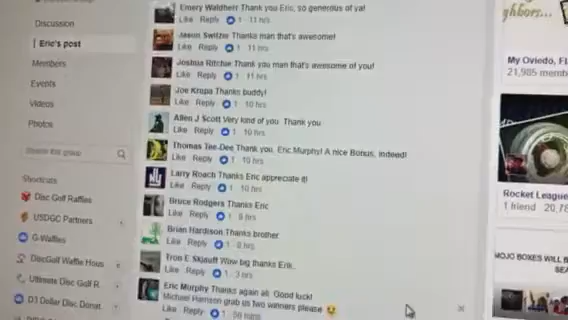 Discussion
Eric's post
Members
Events
Videos
Photos
Search this group
Shortcuts
Disc Golf Raffles
USDGC Partners
G-Waffles
DiscGolf Waffle Hous
Ultimate Disc Golf R
D1 Dollar Disc Donat
Emery Waldherr Thank you Eric, so generous of ya!
Like Reply 1 · 11 hrs
Jason Switzer Thanks man that's awesome!
Like Reply 1 · 11 hrs
Joshua Ritchie Thank you man that's awesome of you!
Like Reply 1 · 11 hrs
Joe Krupa Thanks buddy!
Like Reply 1 · 10 hrs
Allen J Scott Very kind of you. Thank you
Like Reply 1 · 10 hrs
Thomas Tee-Dee Thank you, Eric Murphy! A nice Bonus, indeed!
Like Reply 1 · 10 hrs
Larry Roach Thanks Eric appreciate it!
Like Reply 1 · 10 hrs
Bruce Rodgers Thanks Eric
Like Reply 1 · 8 hrs
Brian Hardison Thanks brother
Like Reply 1 · 8 hrs
Wow big thanks Eric.
Like Reply 1 · 3 hrs
Eric Murphy Thanks again all. Good luck!
Michael Harrison grab us two winners please
Like Reply 1 · 56 mins
ghbors...
My Oviedo, FL
21,985 memb
Rocket League
1 friend 20,78
MOJO BOXES WILL B
SEA